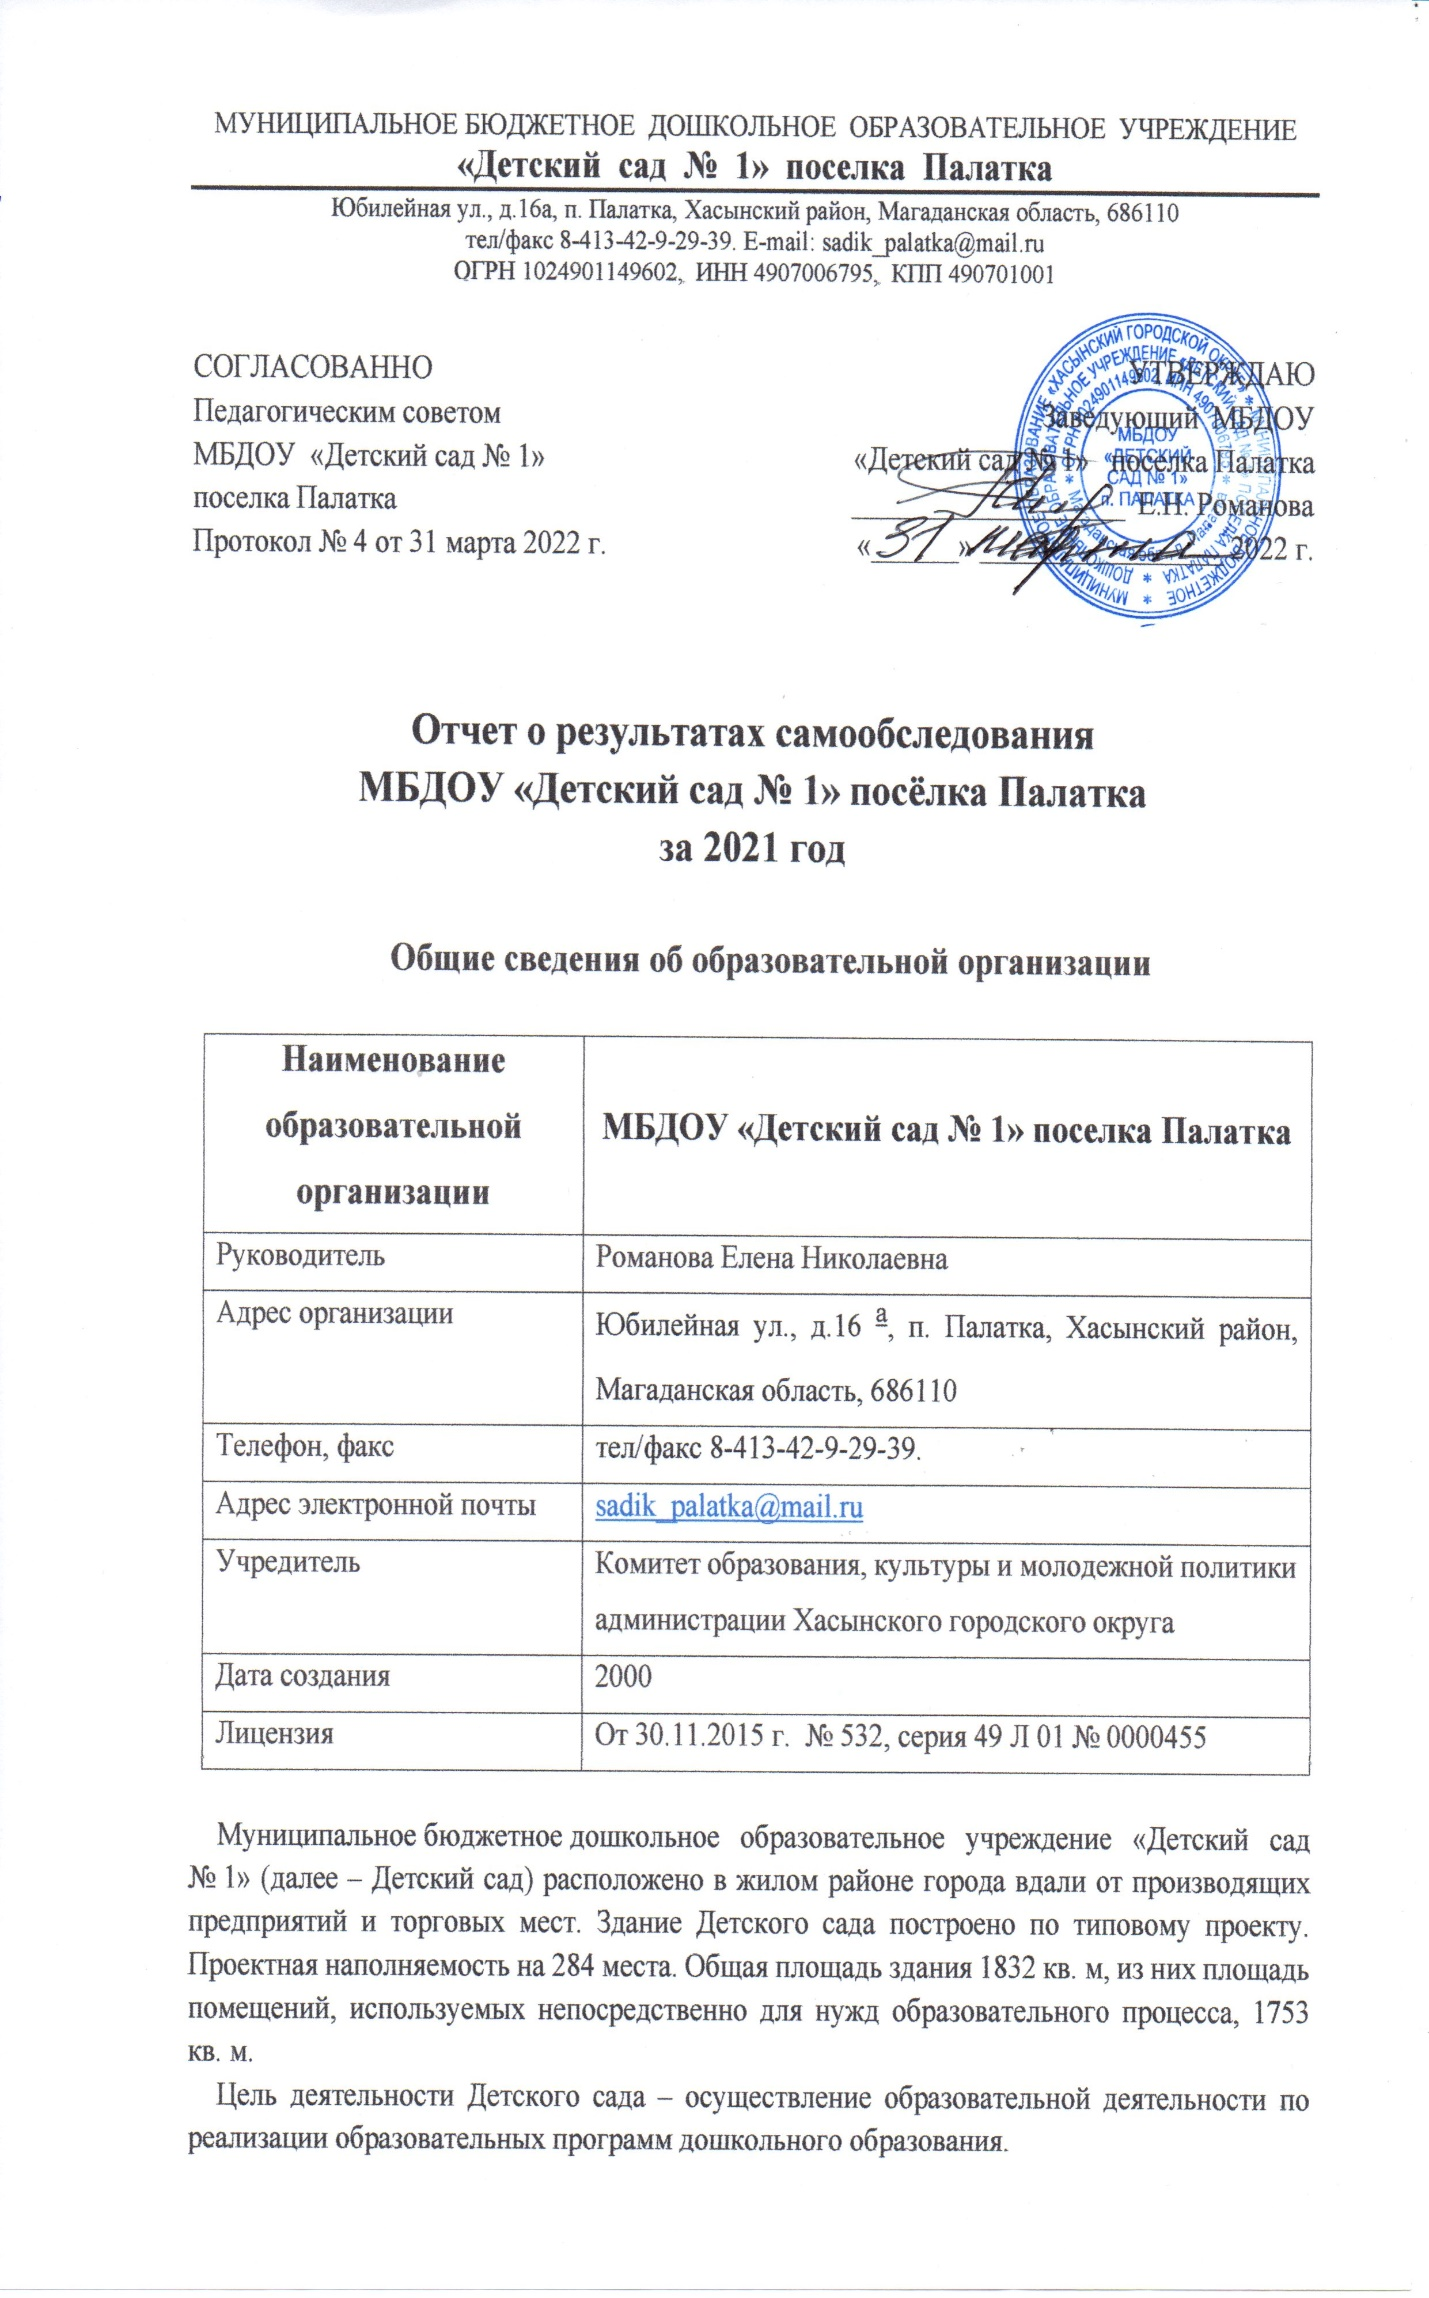 МУНИЦИПАЛЬНОЕ БЮДЖЕТНОЕ ДОШКОЛЬНОЕ ОБРАЗОВАТЕЛЬНОЕ УЧРЕЖДЕНИЕ
«Детский сад № 1» поселка Палатка
Юбилейная ул., д.16а, п. Палатка, Хасынский район, Магаданская область, 686110
тел/факс 8-413-42-9-29-39. E-mail: sadik_palatka@mail.ru
ОГРН 1024901149602, ИНН 4907006795, КПП 490701001
СОГЛАСОВАННО
Педагогическим советом
МБДОУ «Детский сад № 1»
поселка Палатка
Протокол № 4 от 31 марта 2022 г.
УТВЕРЖДАЮ
Заведующий МБДОУ
«Детский сад № 1» поселка Палатка
Е.Н. Романова
«31» марта 2022 г.
МБДОУ
«ДЕТСКИЙ
САД № 1»
п. ПАЛАТКА
Отчет о результатах самообследования
МБДОУ «Детский сад № 1» посёлка Палатка
за 2021 год
Общие сведения об образовательной организации
Наименование
образовательной
организации
МБДОУ «Детский сад № 1» поселка Палатка
Руководитель
Романова Елена Николаевна
Адрес организации
Юбилейная ул., д.16 а, п. Палатка, Хасынский район,
Магаданская область, 686110
Телефон, факс
тел/факс 8-413-42-9-29-39.
Адрес электронной почты
sadik_palatka@mail.ru
Учредитель
Комитет образования, культуры и молодежной политики
администрации Хасынского городского округа
Дата создания
2000
Лицензия
От 30.11.2015 г. № 532, серия 49 Л 01 № 0000455
Муниципальное бюджетное дошкольное образовательное учреждение «Детский сад
№ 1» (далее – Детский сад) расположено в жилом районе города вдали от производящих
предприятий и торговых мест. Здание Детского сада построено по типовому проекту.
Проектная наполняемость на 284 места. Общая площадь здания 1832 кв. м, из них площадь
помещений, используемых непосредственно для нужд образовательного процесса, 1753
кв. м.
Цель деятельности Детского сада – осуществление образовательной деятельности по
реализации образовательных программ дошкольного образования.